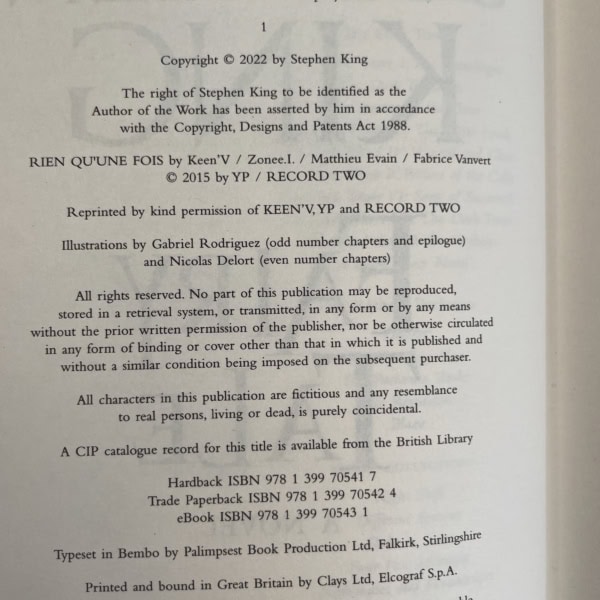 1
Copyright © 2022 by Stephen King
The right of Stephen King to be identified as the
Author of the Work has been asserted by him in accordance
with the Copyright, Designs and Patents Act 1988.
RIEN QU'UNE FOIS by Keen'V / Zonee.I. / Matthieu Evain / Fabrice Vanvert
© 2015 by YP / RECORD TWO
Reprinted by kind permission of KEEN'V, YP and RECORD TWO
Illustrations by Gabriel Rodriguez (odd number chapters and epilogue)
and Nicolas Delort (even number chapters)
All rights reserved. No part of this publication may be reproduced,
stored in a retrieval system, or transmitted, in any form or by any means
without the prior written permission of the publisher, nor be otherwise circulated
in any form of binding or cover other than that in which it is published and
without a similar condition being imposed on the subsequent purchaser.
All characters in this publication are fictitious and any resemblance
to real persons, living or dead, is purely coincidental.
A CIP catalogue record for this title is available from the British Library
Hardback ISBN 978 1 399 70541 7
Trade Paperback ISBN 978 1 399 70542 4
eBook ISBN 978 1 399 70543 1
Typeset in Bembo by Palimpsest Book Production Ltd, Falkirk, Stirlingshire
Printed and bound in Great Britain by Clays Ltd, Elcograf S.p.A.